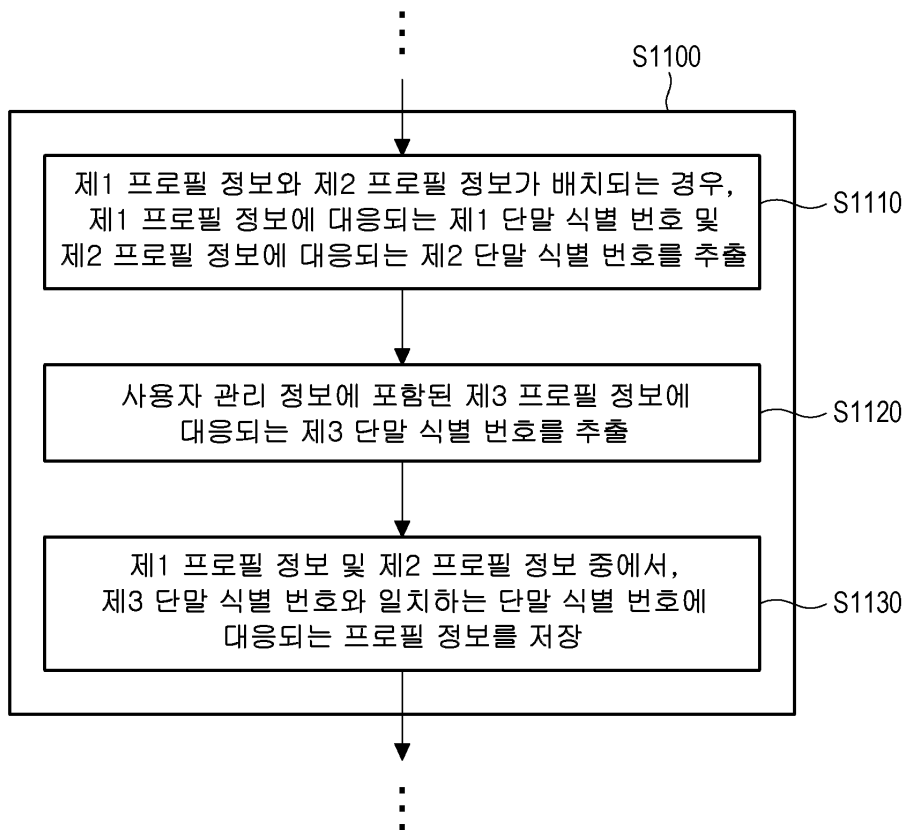 S1100
제1 프로필 정보와 제2 프로필 정보가 배치되는 경우,
제1 프로필 정보에 대응되는 제1 단말 식별 번호 및
제2 프로필 정보에 대응되는 제2 단말 식별 번호를 추출
S1110
사용자 관리 정보에 포함된 제3 프로필 정보에
대응되는 제3 단말 식별 번호를 추출
S1120
제1 프로필 정보 및 제2 프로필 정보 중에서,
제3 단말 식별 번호와 일치하는 단말 식별 번호에
대응되는 프로필 정보를 저장
S1130